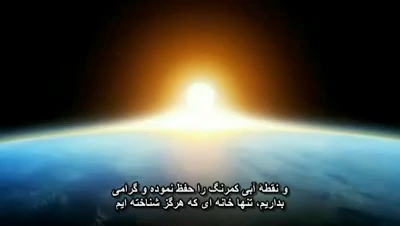 و نقطه آبی کمرنگ را حفظ نموده و گرامی
بداریم، تنها خانه ای که هرگز شناخته ایم